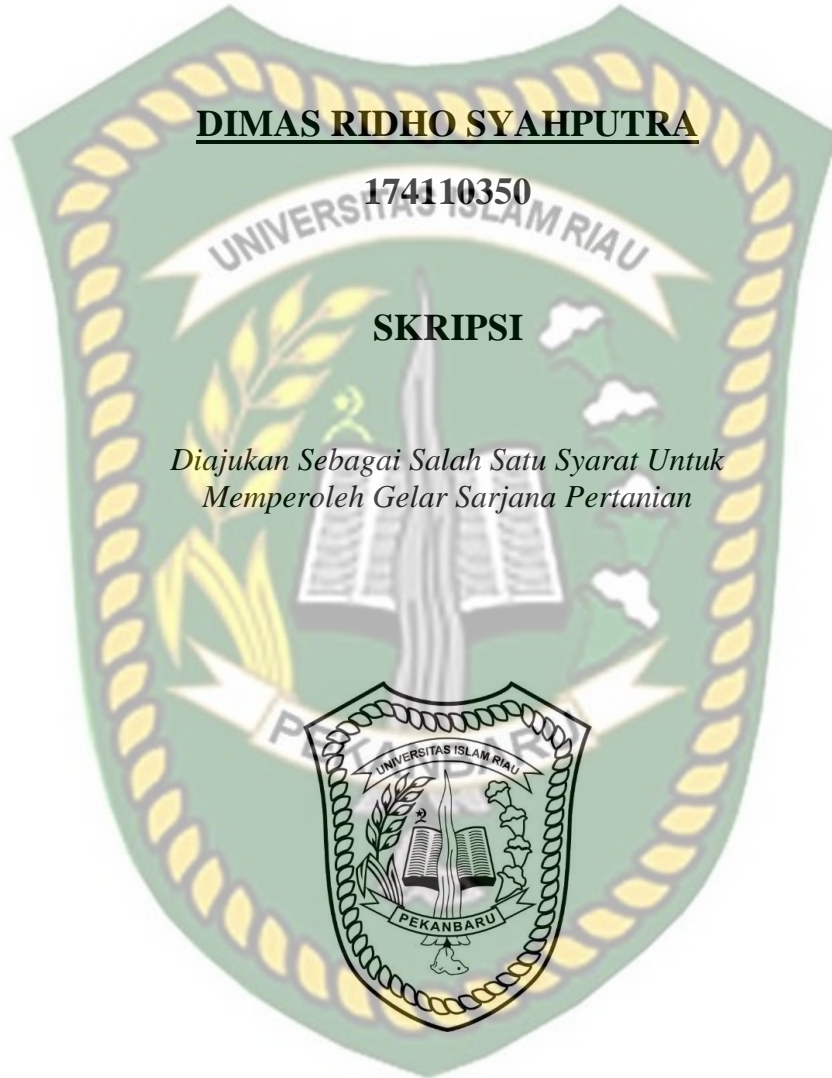 DIMAS RIDHO SYAHPUTRA
174110350
UNIVERSITAS ISLAM RIAU
SKRIPSI
Diajukan Sebagai Salah Satu Syarat Untuk
Memperoleh Gelar Sarjana Pertanian
PEKANBARU
UNIVERSITAS ISLAM RIAU
PEKANBARU